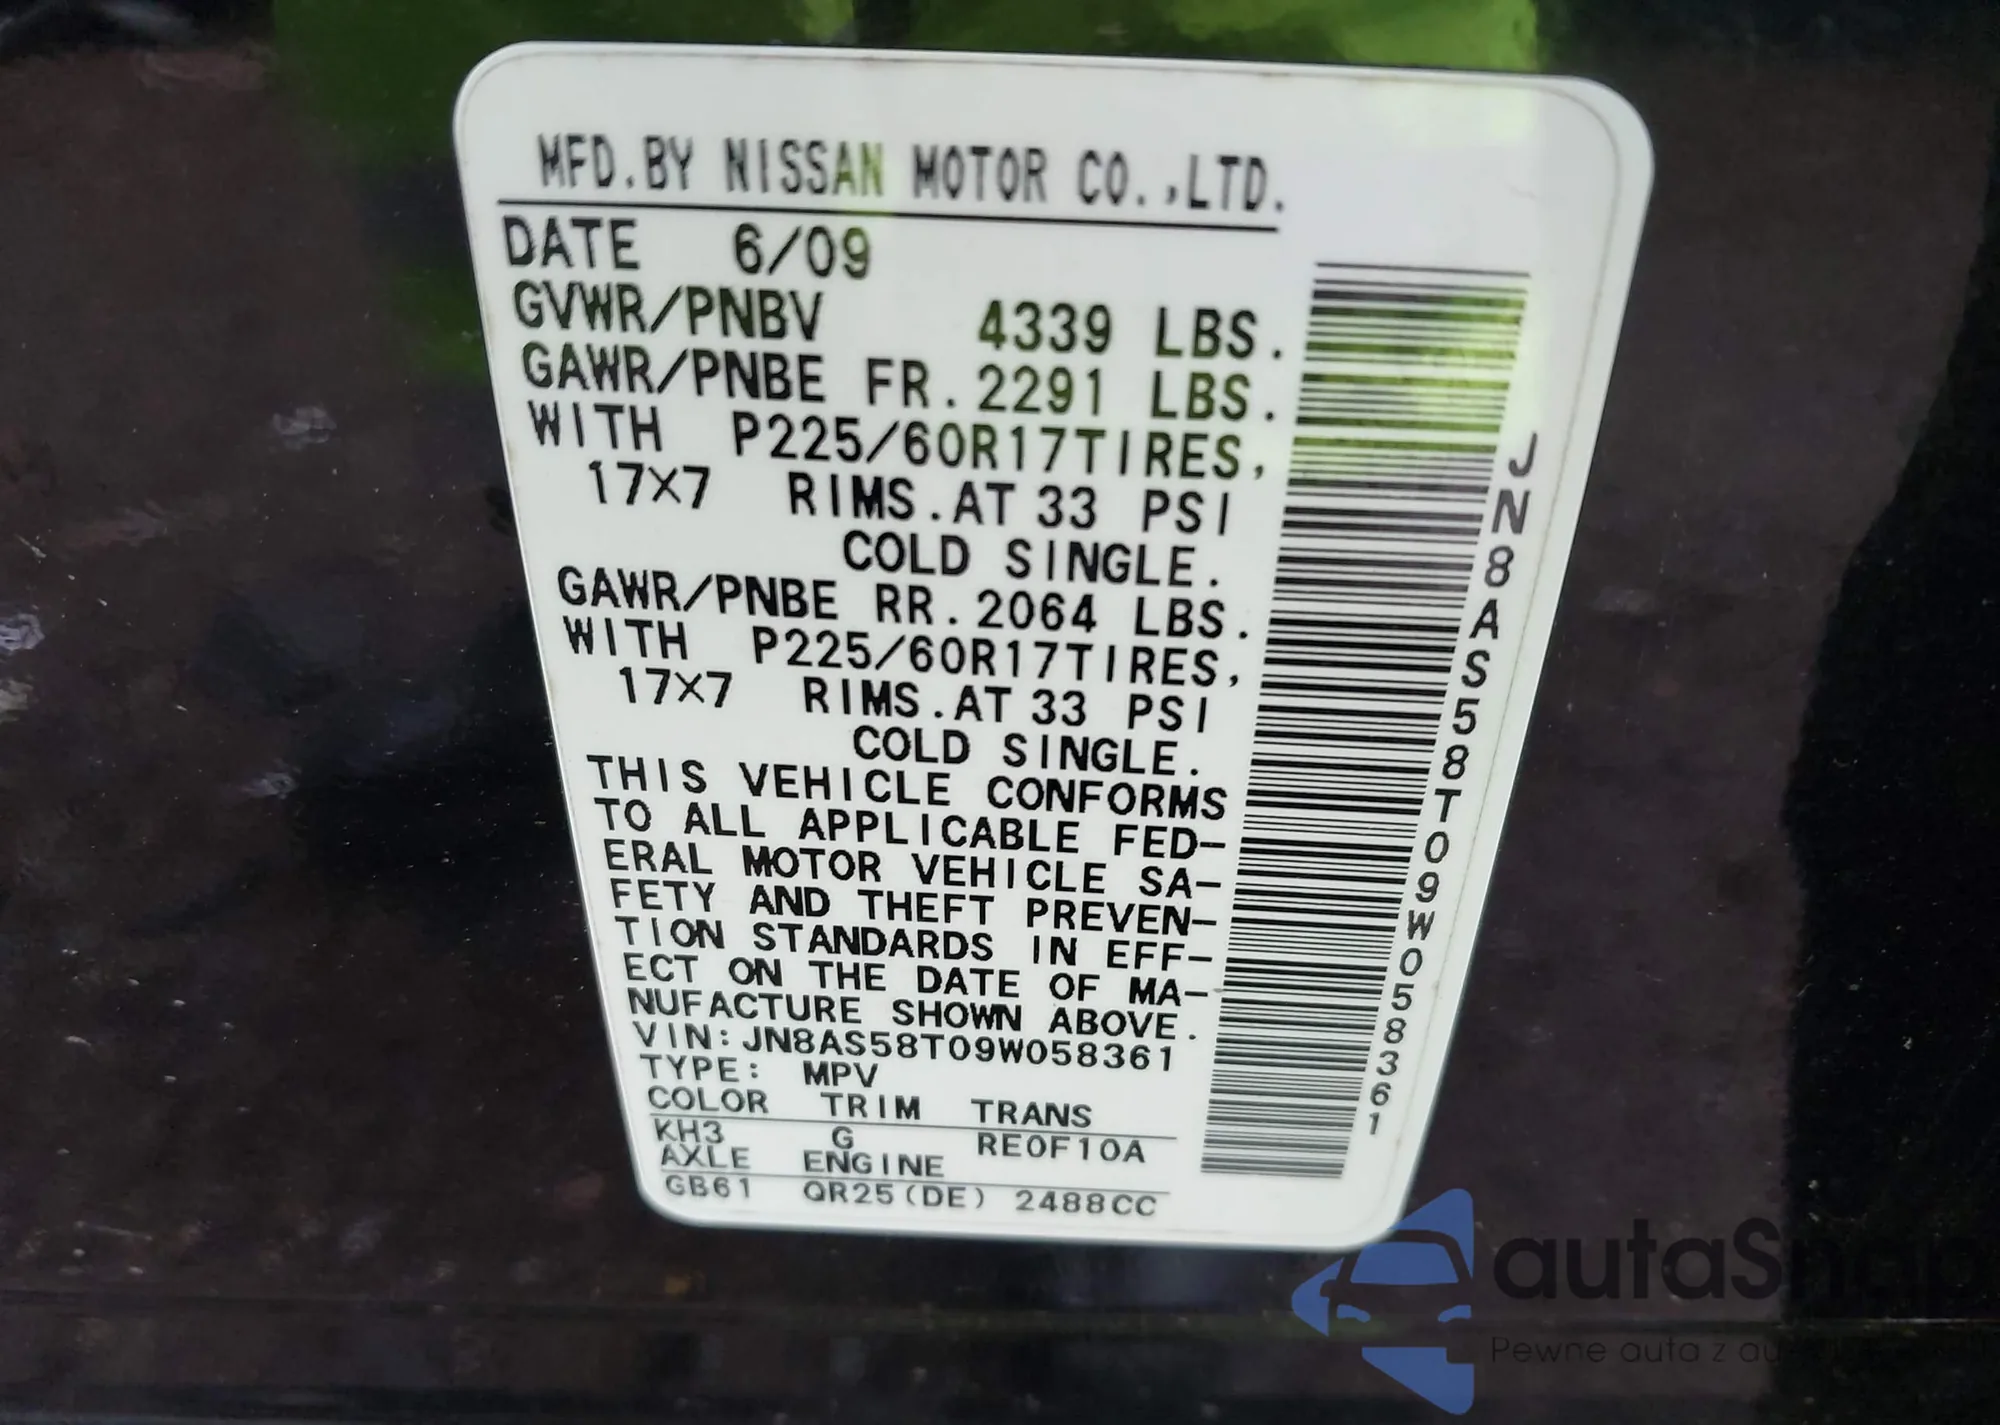 MFD.BY NISSAN MOTOR CO.,LTD.
DATE 6/09
GVWR/PNBV 4339 LBS.
GAWR/PNBE FR.2291 LBS.
WITH P225/60R17TIRES,
17×7 RIMS.AT 33 PSI
COLD SINGLE.
GAWR/PNBE RR.2064 LBS.
WITH P225/60R17TIRES,
17×7 RIMS.AT 33 PSI
COLD SINGLE.
THIS VEHICLE CONFORMS
TO ALL APPLICABLE FED-
ERAL MOTOR VEHICLE SA-
FETY AND THEFT PREVEN-
TION STANDARDS IN EFF-
ECT ON THE DATE OF MA-
NUFACTURE SHOWN ABOVE.
VIN:JN8AS58T09W058361
TYPE: MPV
COLOR TRIM TRANS
KH3 G RE0F10A
AXLE ENGINE
GB61 QR25(DE) 2488CC
JN8AS58T09W058361
autaSnap
Pewne auta z